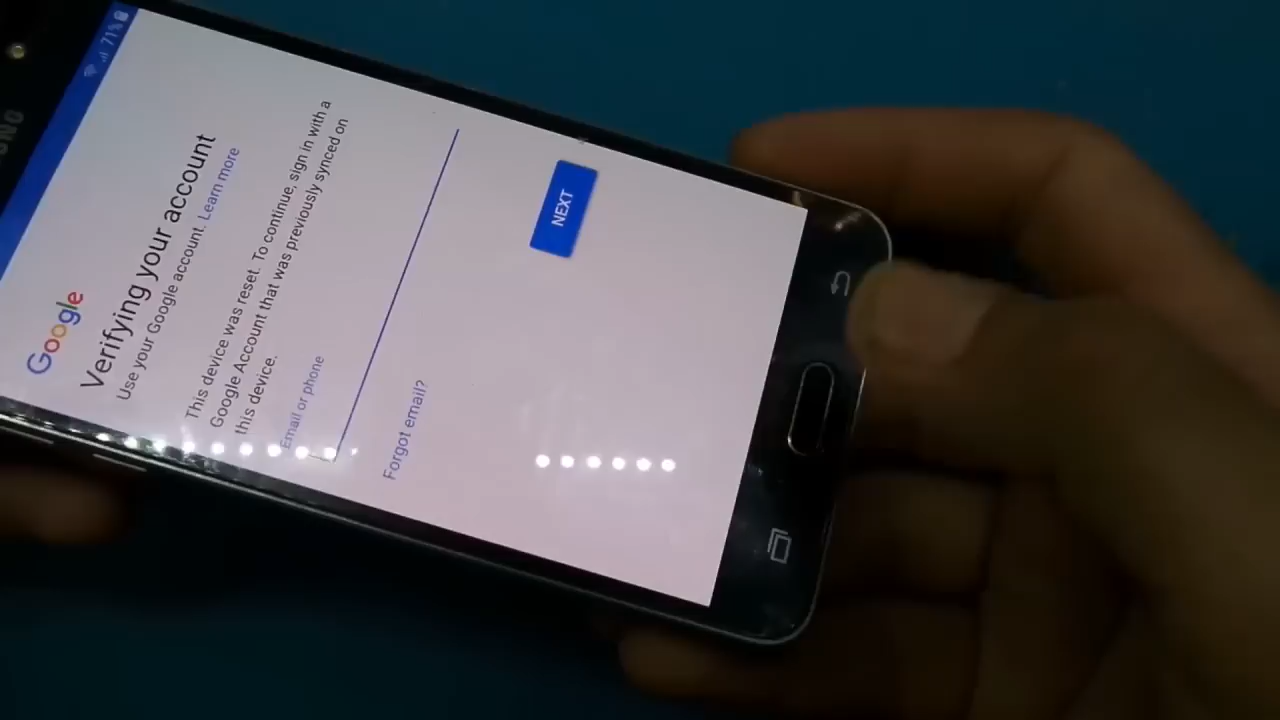 71%
Google
Verifying your account
Use your Google account. Learn more
This device was reset. To continue, sign in with a
Google Account that was previously synced on
this device.
Email or phone
Forgot email?
NEXT